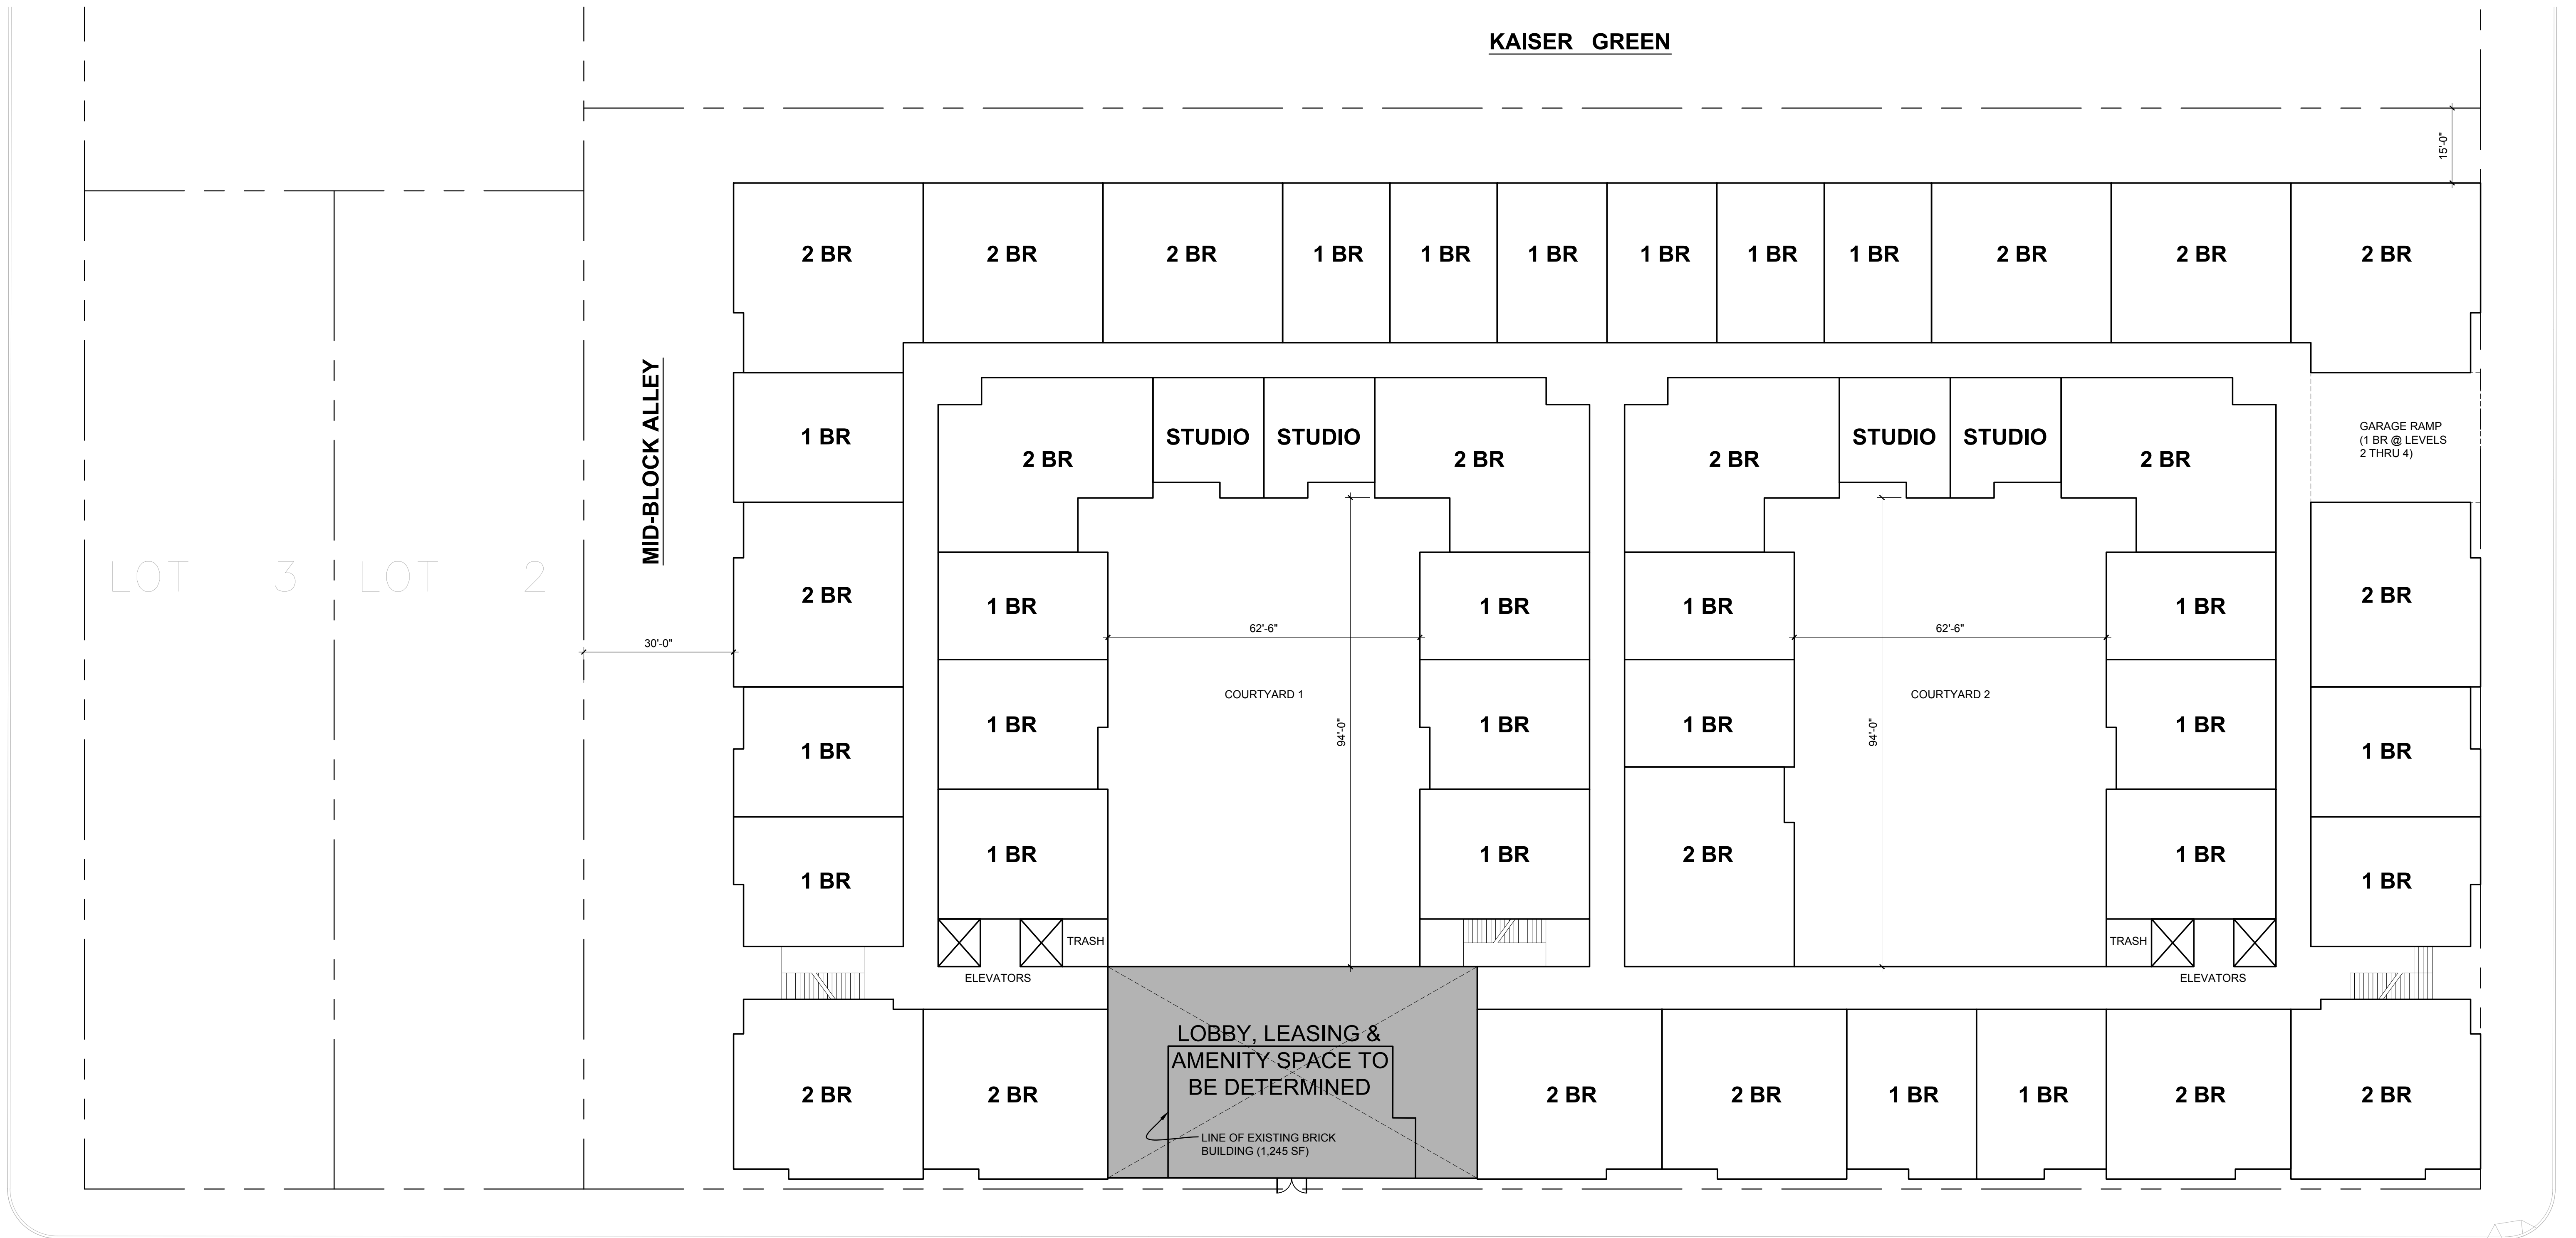 KAISER GREEN
15'-0"
2 BR
2 BR
2 BR
1 BR
1 BR
1 BR
1 BR
1 BR
1 BR
2 BR
2 BR
2 BR
MID-BLOCK ALLEY
1 BR
2 BR
STUDIO
STUDIO
2 BR
2 BR
STUDIO
STUDIO
2 BR
GARAGE RAMP
(1 BR @ LEVELS
2 THRU 4)
LOT 3
LOT 2
2 BR
1 BR
1 BR
1 BR
1 BR
2 BR
30'-0"
62'-6"
62'-6"
COURTYARD 1
COURTYARD 2
94'-0"
94'-0"
1 BR
1 BR
1 BR
1 BR
1 BR
1 BR
1 BR
1 BR
1 BR
2 BR
1 BR
1 BR
TRASH
ELEVATORS
TRASH
ELEVATORS
LOBBY, LEASING &
AMENITY SPACE TO
BE DETERMINED
LINE OF EXISTING BRICK
BUILDING (1,245 SF)
2 BR
2 BR
2 BR
2 BR
1 BR
1 BR
2 BR
2 BR